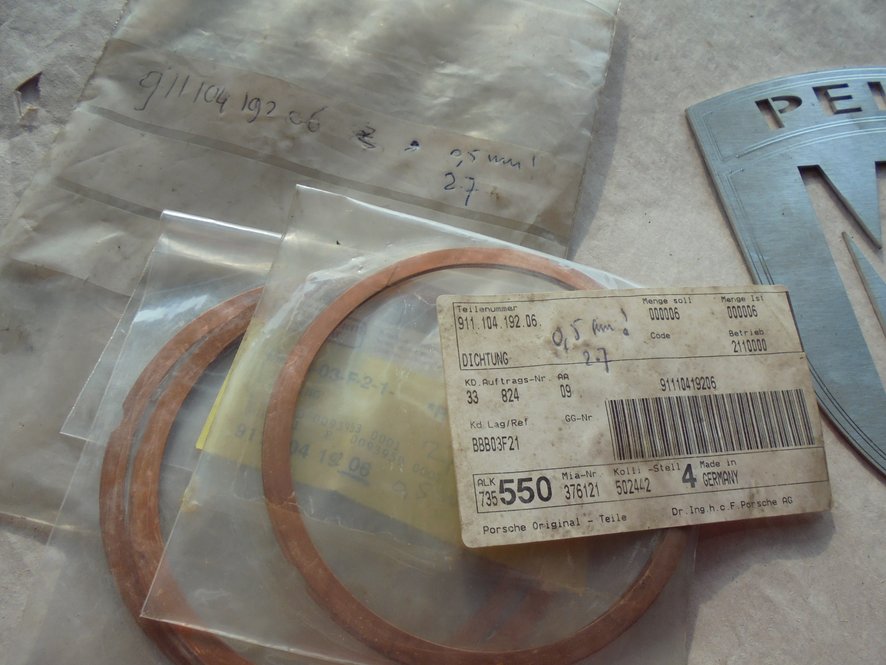 911 104 192 06
0,5 mm!
2.7
PE
Teilenummer
911.104.192.06.
Menge soll
000006
Menge Ist
000006
0,5 mm!
2.7
Code
Betrieb
2110000
DICHTUNG
KD.Auftrags-Nr. AA
33 824 09
91110419206
Kd.Lag/Ref
GG-Nr.
BBB03F21
ALK
735 550
Mia-Nr.
376121
Kolli -Stell
502442
4
Made in
GERMANY
Porsche Original - Teile
Dr.Ing.h.c.F.Porsche AG